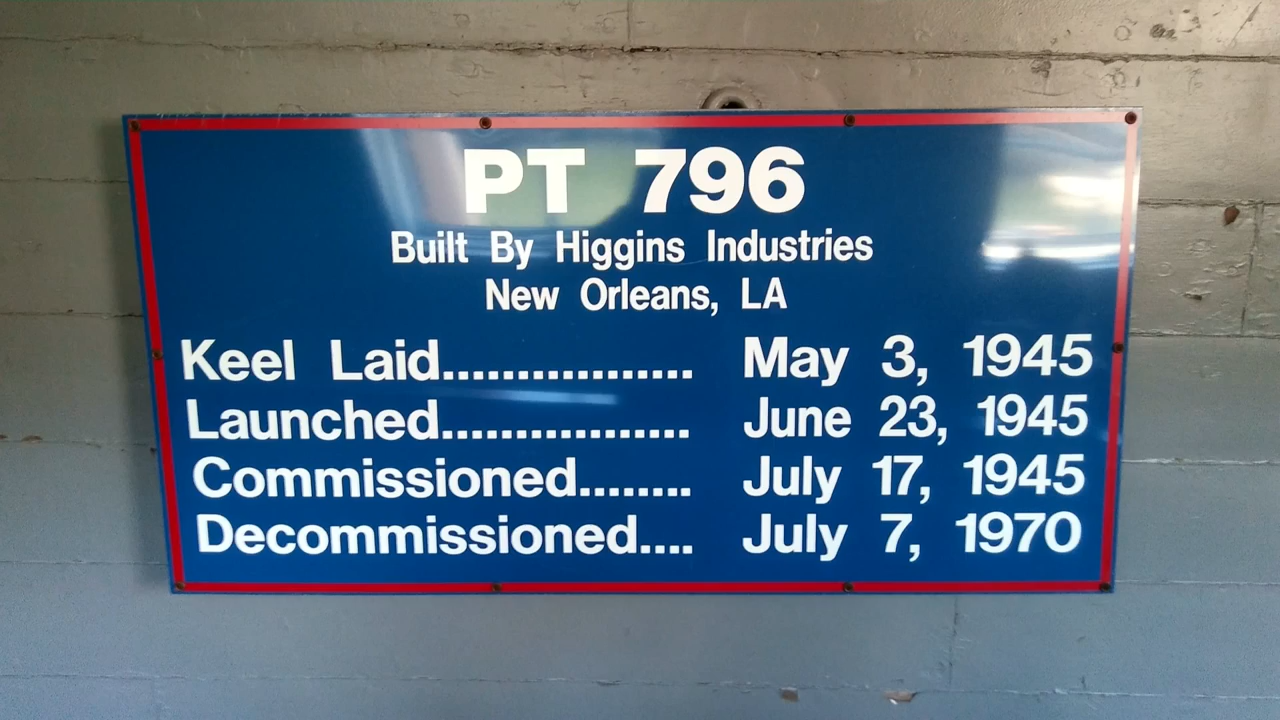 PT 796
Built By Higgins Industries
New Orleans, LA
Keel Laid................. May 3, 1945
Launched................. June 23, 1945
Commissioned........ July 17, 1945
Decommissioned.... July 7, 1970